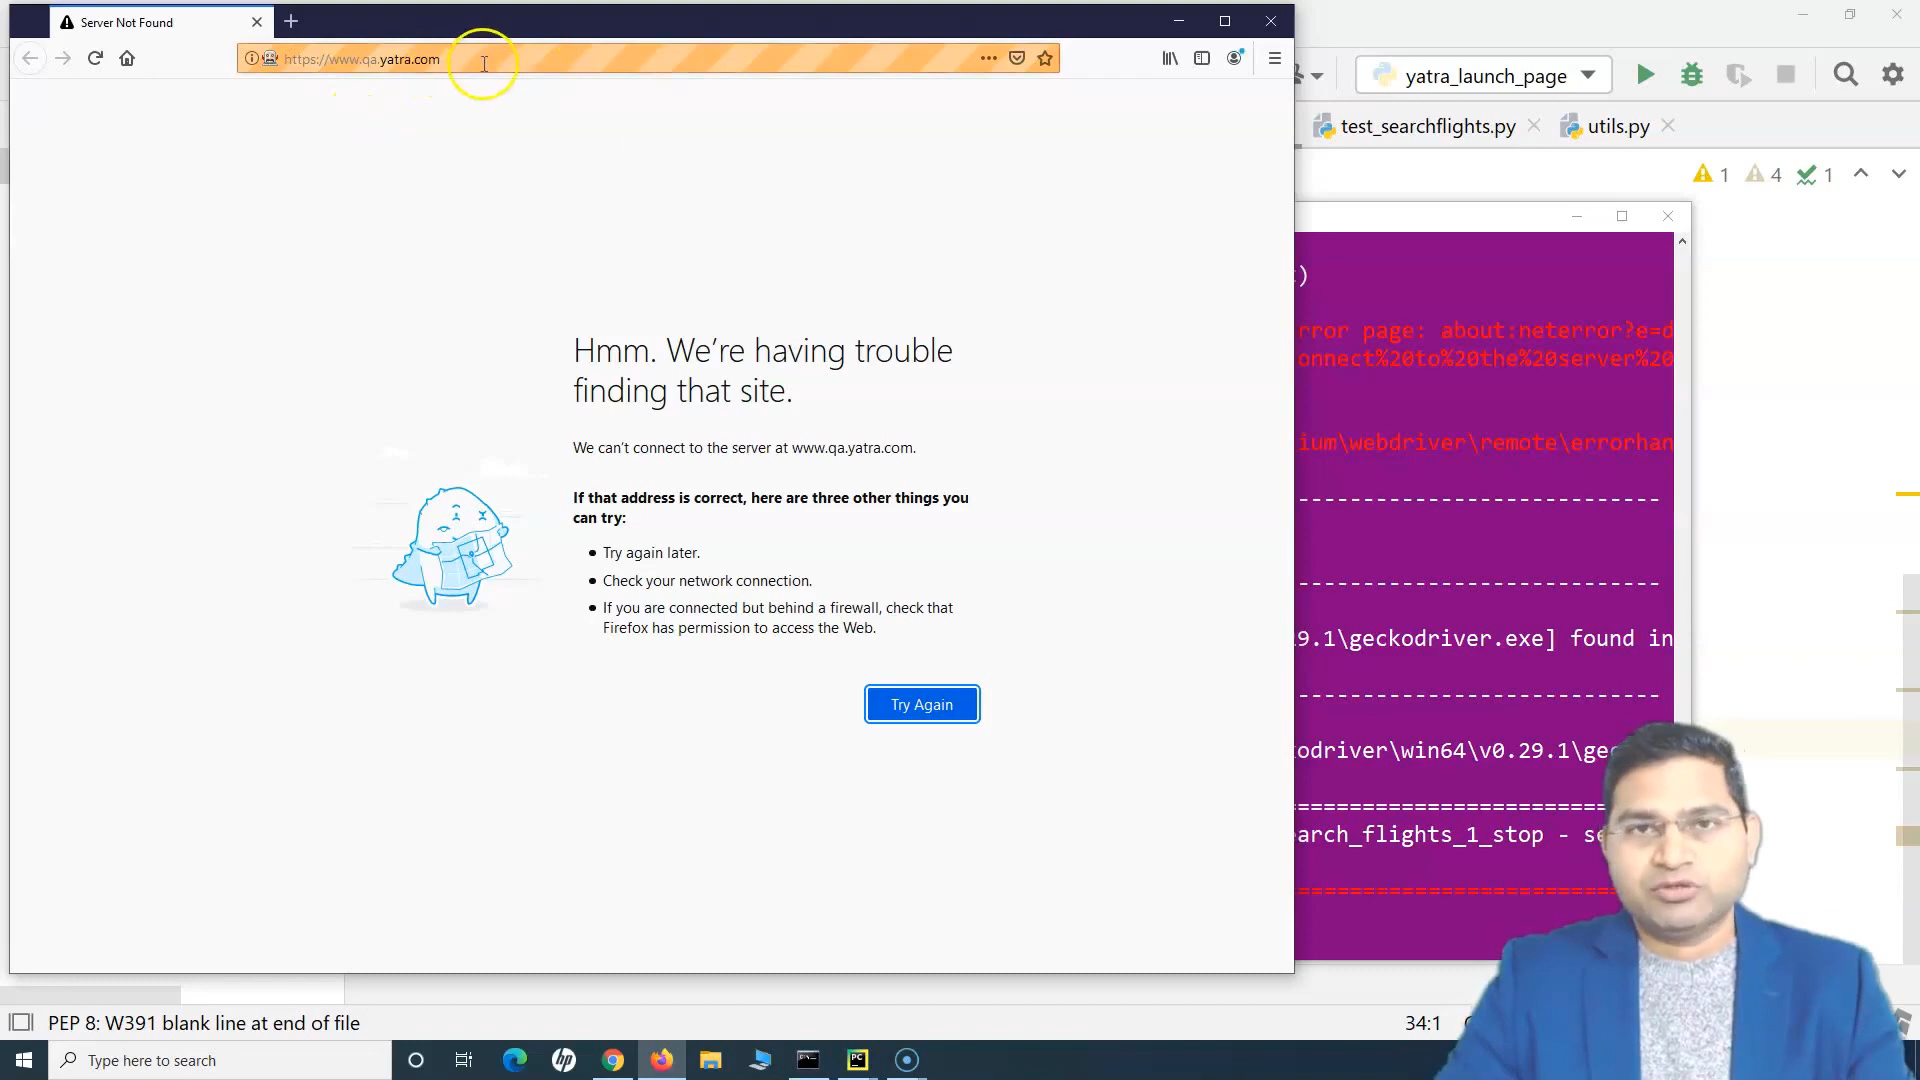 Server Not Found
https://www.qa.yatra.com
yatra_launch_page
test_searchflights.py
utils.py
1
4
1
Hmm. We're having trouble
finding that site.
We can't connect to the server at www.qa.yatra.com.
If that address is correct, here are three other things you
can try:
Try again later.
Check your network connection.
If you are connected but behind a firewall, check that
Firefox has permission to access the Web.
Try Again
)
rror page: about:neterror?e=d
onnect%20to%20the%20server%20
ium\webdriver\remote\errorhan
---------------------------
---------------------------
9.1\geckodriver.exe] found in
---------------------------
odriver\win64\v0.29.1\ge
=======================
earch_flights_1_stop - se
=======================
PEP 8: W391 blank line at end of file
34:1
Type here to search
hp
PC